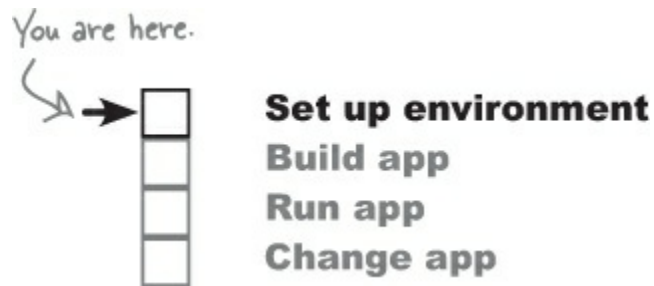 You are here.
Set up environment
Build app
Run app
Change app